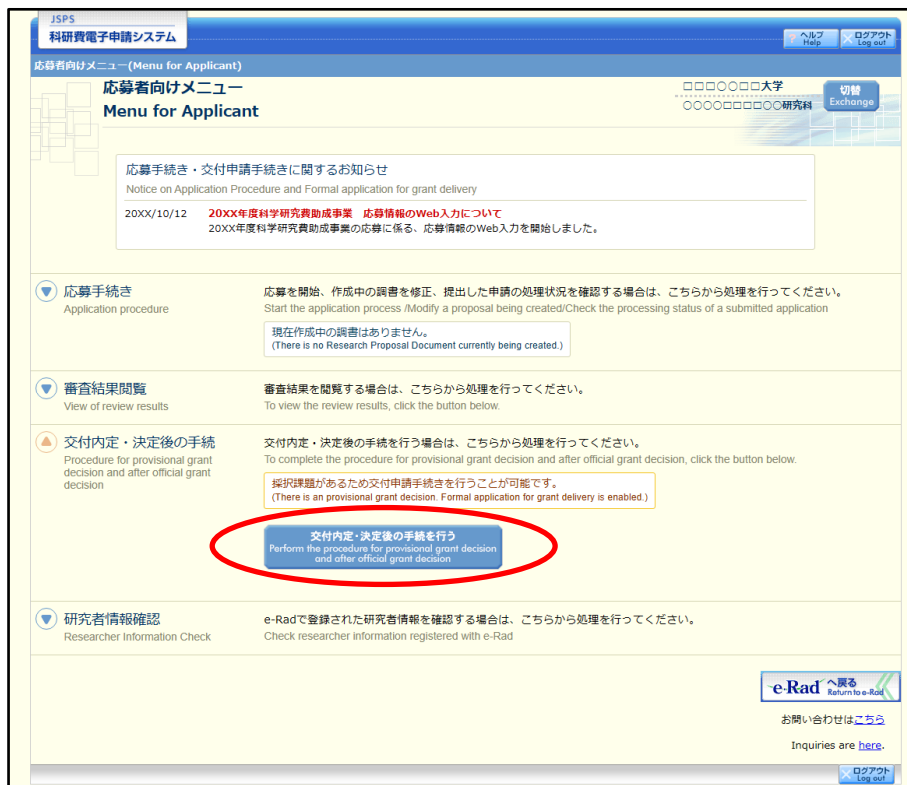 JSPS
科研費電子申請システム
ヘルプ
Help
ログアウト
Log out
応募者向けメニュー(Menu for Applicant)
応募者向けメニュー
Menu for Applicant
□□□○○□□大学
○○○○□□□□○○研究科
切替
Exchange
応募手続き・交付申請手続きに関するお知らせ
Notice on Application Procedure and Formal application for grant delivery
20XX/10/12 20XX年度科学研究費助成事業 応募情報のWeb入力について
20XX年度科学研究費助成事業の応募に係る、応募情報のWeb入力を開始しました。
応募手続き
Application procedure
応募を開始、作成中の調書を修正、提出した申請の処理状況を確認する場合は、こちらから処理を行ってください。
Start the application process /Modify a proposal being created/Check the processing status of a submitted application
現在作成中の調書はありません。
(There is no Research Proposal Document currently being created.)
審査結果閲覧
View of review results
審査結果を閲覧する場合は、こちらから処理を行ってください。
To view the review results, click the button below.
交付内定・決定後の手続
Procedure for provisional grant
decision and after official grant
decision
交付内定・決定後の手続を行う場合は、こちらから処理を行ってください。
To complete the procedure for provisional grant decision and after official grant decision, click the button below.
採択課題があるため交付申請手続きを行うことが可能です。
(There is an provisional grant decision. Formal application for grant delivery is enabled.)
交付内定・決定後の手続を行う
Perform the procedure for provisional grant decision
and after official grant decision
研究者情報確認
Researcher Information Check
e-Radで登録された研究者情報を確認する場合は、こちらから処理を行ってください。
Check researcher information registered with e-Rad
e-Rad へ戻る
Return to e-Rad
お問い合わせはこちら
Inquiries are here.
ログアウト
Log out